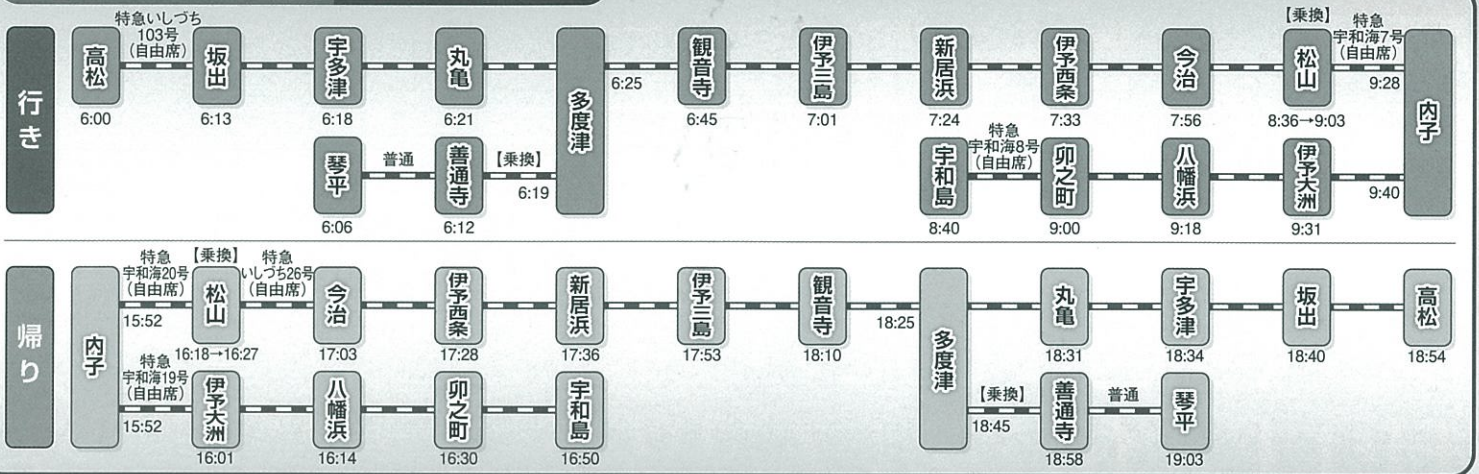 行き
特急いしづち
103号
(自由席)
【乗換】
特急
宇和海7号
(自由席)
高松
坂出
宇多津
丸亀
多度津
観音寺
伊予三島
新居浜
伊予西条
今治
松山
内子
6:00
6:13
6:18
6:21
6:25
6:45
7:01
7:24
7:33
7:56
8:36→9:03
9:28
琴平
普通
善通寺
【乗換】
6:19
6:06
6:12
宇和島
特急
宇和海8号
(自由席)
卯之町
八幡浜
伊予大洲
9:40
8:40
9:00
9:18
9:31
帰り
内子
特急
宇和海20号
(自由席)
15:52
【乗換】
松山
特急
いしづち26号
(自由席)
今治
伊予西条
新居浜
伊予三島
観音寺
18:25
多度津
丸亀
宇多津
坂出
高松
16:18→16:27
17:03
17:28
17:36
17:53
18:10
18:31
18:34
18:40
18:54
特急
宇和海19号
(自由席)
15:52
伊予大洲
八幡浜
卯之町
宇和島
16:01
16:14
16:30
16:50
【乗換】
18:45
善通寺
普通
琴平
18:58
19:03